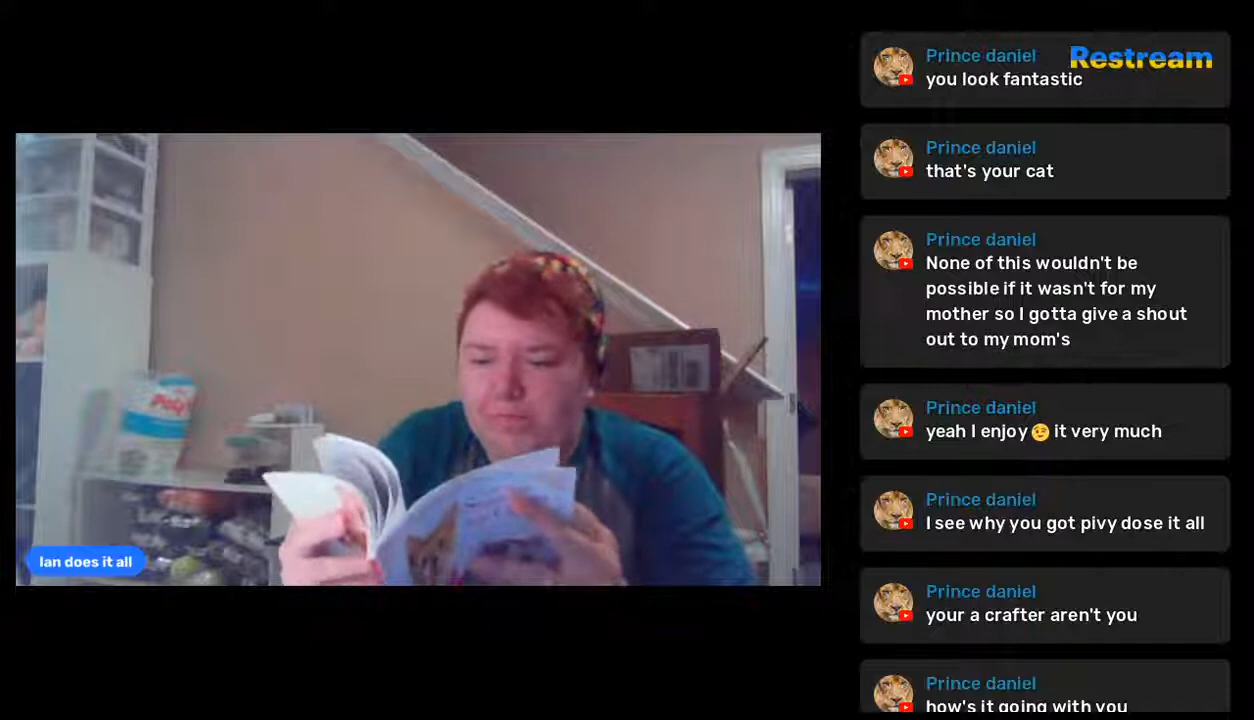 Prince daniel
Restream
you look fantastic
Prince daniel
that's your cat
Prince daniel
None of this wouldn't be
possible if it wasn't for my
mother so I gotta give a shout
out to my mom's
Prince daniel
yeah I enjoy 😉 it very much
Prince daniel
I see why you got pivy dose it all
Prince daniel
your a crafter aren't you
Prince daniel
how's it going with you
Poly
Ian does it all